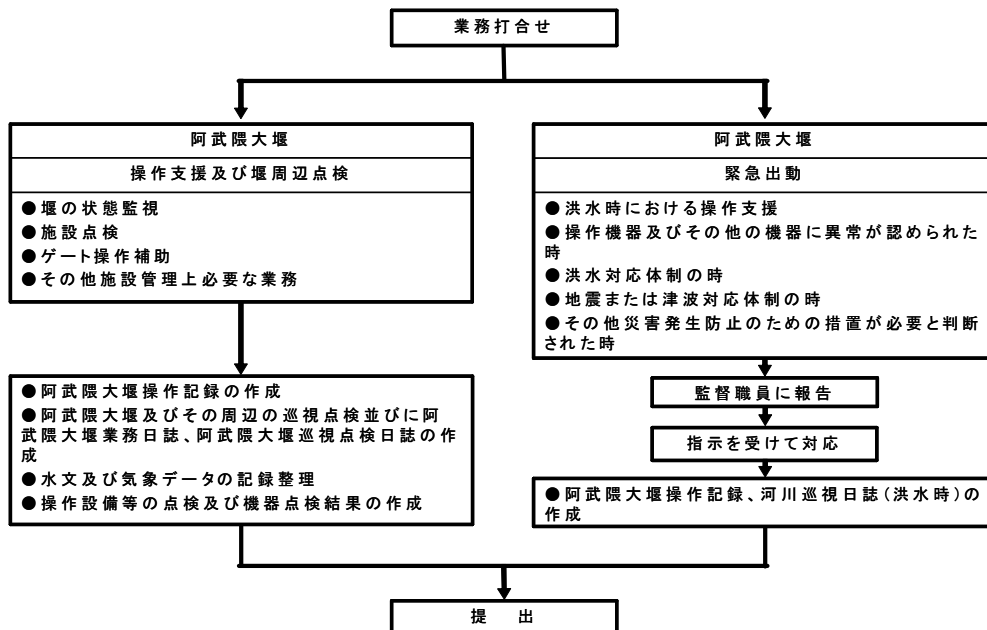 業務打合せ
阿武隈大堰
操作支援及び堰周辺点検
●堰の状態監視
●施設点検
●ゲート操作補助
●その他施設管理上必要な業務
●阿武隈大堰操作記録の作成
●阿武隈大堰及びその周辺の巡視点検並びに阿
武隈大堰業務日誌、阿武隈大堰巡視点検日誌の作
成
●水文及び気象データの記録整理
●操作設備等の点検及び機器点検結果の作成
阿武隈大堰
緊急出動
●洪水時における操作支援
●操作機器及びその他の機器に異常が認められた
時
●洪水対応体制の時
●地震または津波対応体制の時
●その他災害発生防止のための措置が必要と判断
された時
監督職員に報告
指示を受けて対応
●阿武隈大堰操作記録、河川巡視日誌(洪水時)の
作成
提 出